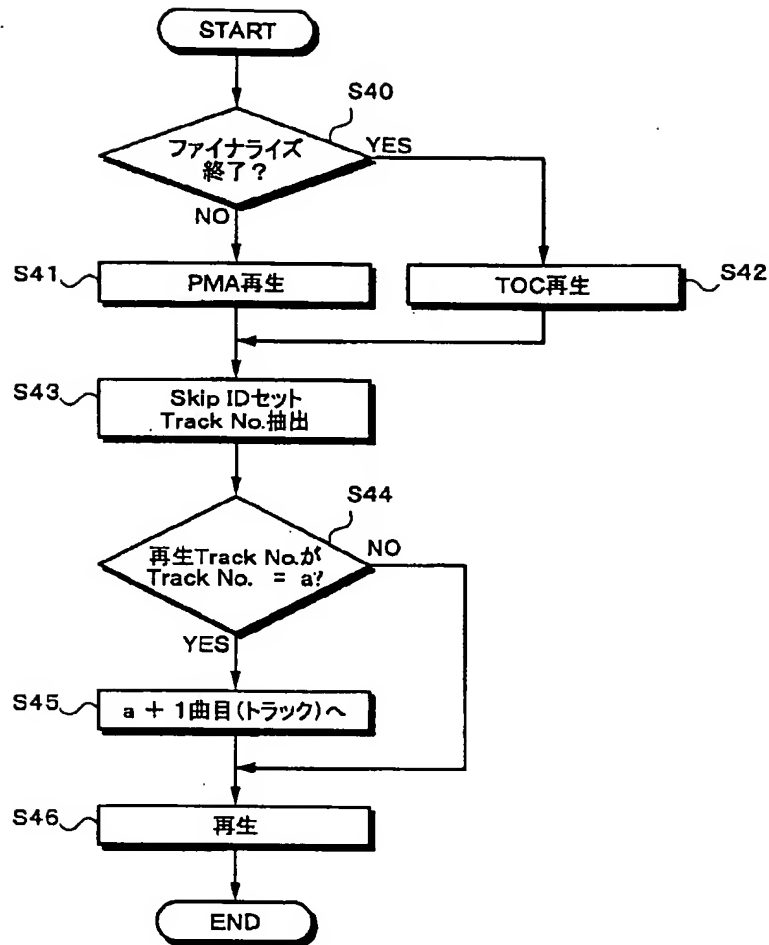 START
S40
ファイナライズ
終了?
YES
NO
S41
PMA再生
TOC再生
S42
S43
Skip IDセット
Track No.抽出
S44
再生Track No.が
Track No. = a?
NO
YES
S45
a + 1曲目(トラック)へ
S46
再生
END